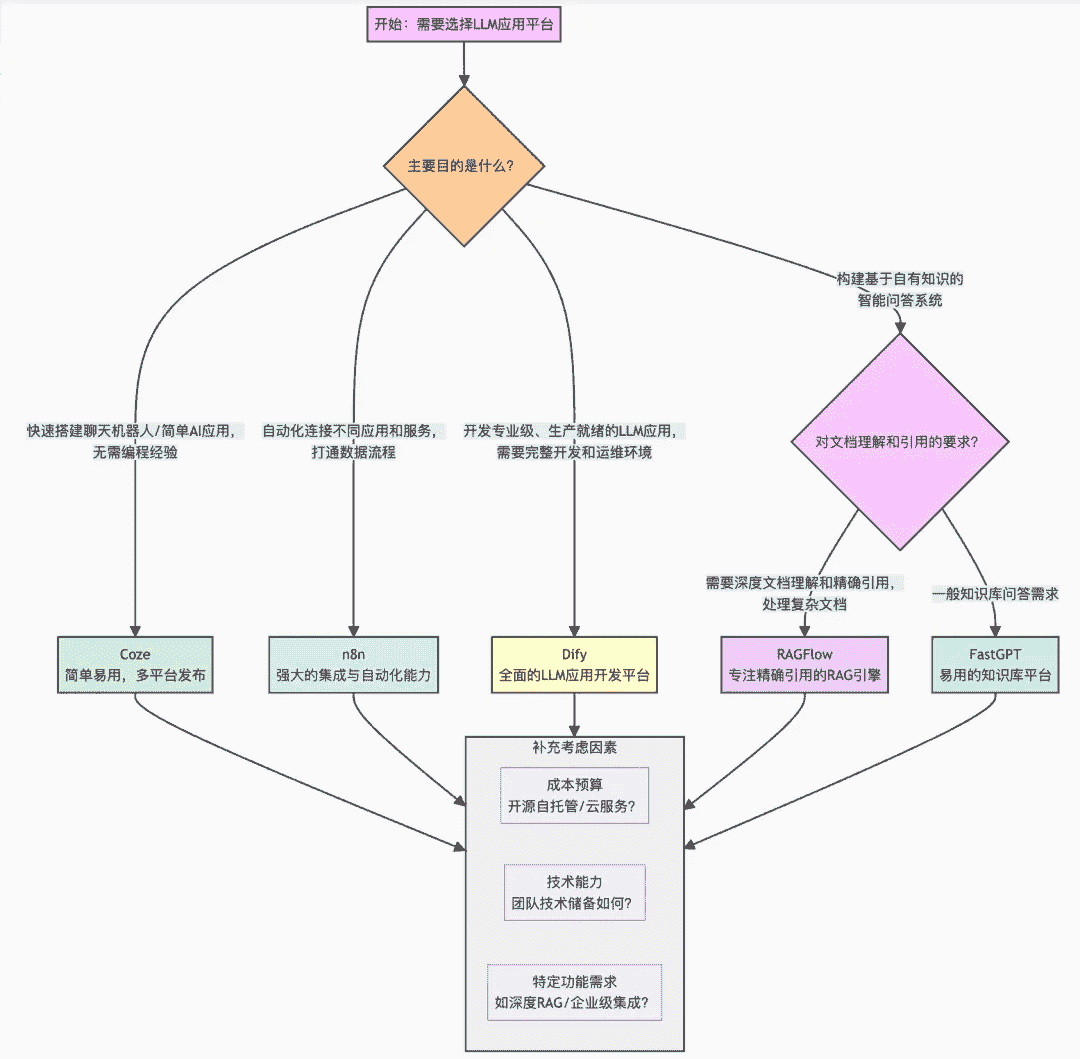 开始：需要选择LLM应用平台
主要目的是什么？
构建基于自有知识的
智能问答系统
快速搭建聊天机器人/简单AI应用，
无需编程经验
自动化连接不同应用和服务，
打通数据流程
开发专业级、生产就绪的LLM应用，
需要完整开发和运维环境
对文档理解和引用的要求？
需要深度文档理解和精确引用，
处理复杂文档
一般知识库问答需求
Coze
简单易用，多平台发布
n8n
强大的集成与自动化能力
Dify
全面的LLM应用开发平台
RAGFlow
专注精确引用的RAG引擎
FastGPT
易用的知识库平台
补充考虑因素
成本预算
开源自托管/云服务？
技术能力
团队技术储备如何？
特定功能需求
如深度RAG/企业级集成？